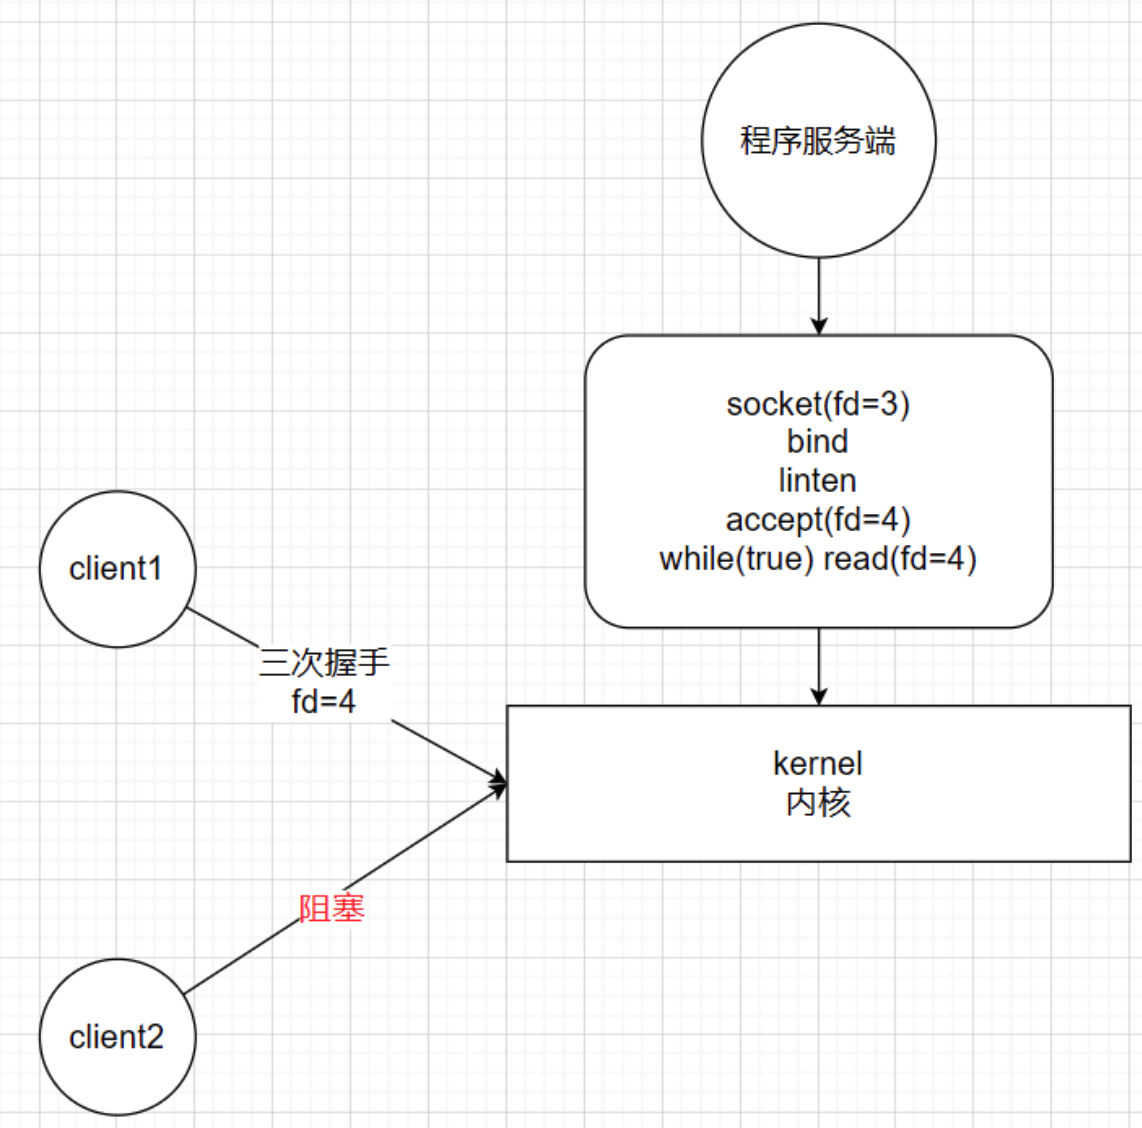 程序服务端
socket(fd=3)
bind
linten
accept(fd=4)
while(true) read(fd=4)
client1
三次握手
fd=4
kernel
内核
阻塞
client2